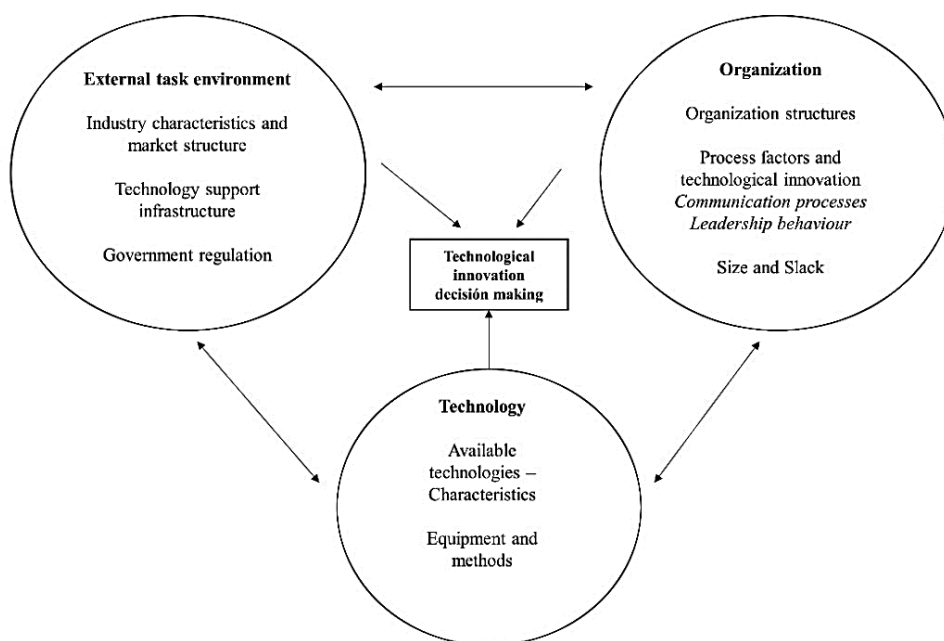 External task environment
Industry characteristics and
market structure
Technology support
infrastructure
Government regulation
Organization
Organization structures
Process factors and
technological innovation
Communication processes
Leadership behaviour
Size and Slack
Technological
innovation
decisión making
Technology
Available
technologies –
Characteristics
Equipment and
methods